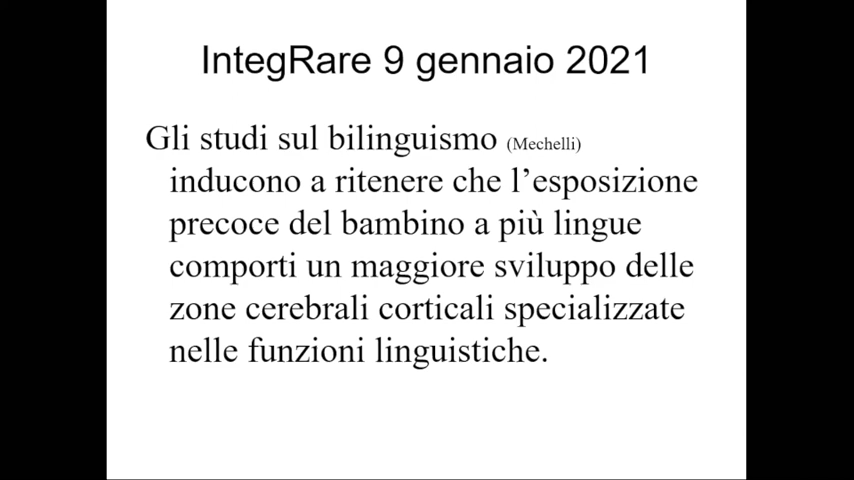 IntegRare 9 gennaio 2021
Gli studi sul bilinguismo (Mechelli)
inducono a ritenere che l’esposizione
precoce del bambino a più lingue
comporti un maggiore sviluppo delle
zone cerebrali corticali specializzate
nelle funzioni linguistiche.